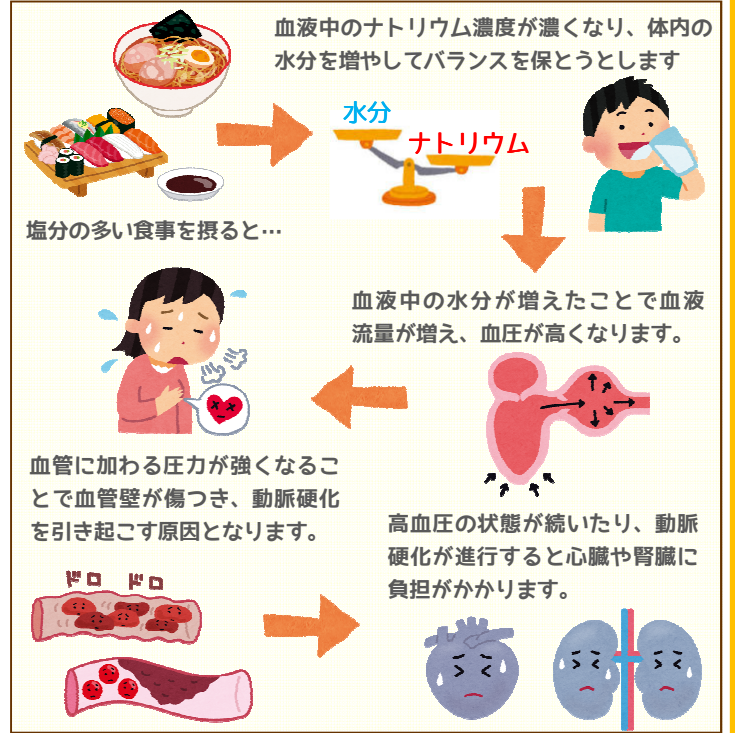 血液中のナトリウム濃度が濃くなり、体内の
水分を増やしてバランスを保とうとします
水分
ナトリウム
塩分の多い食事を摂ると…
血液中の水分が増えたことで血液
流量が増え、血圧が高くなります。
血管に加わる圧力が強くなるこ
とで血管壁が傷つき、動脈硬化
を引き起こす原因となります。
ドロ ドロ
高血圧の状態が続いたり、動脈
硬化が進行すると心臓や腎臓に
負担がかかります。